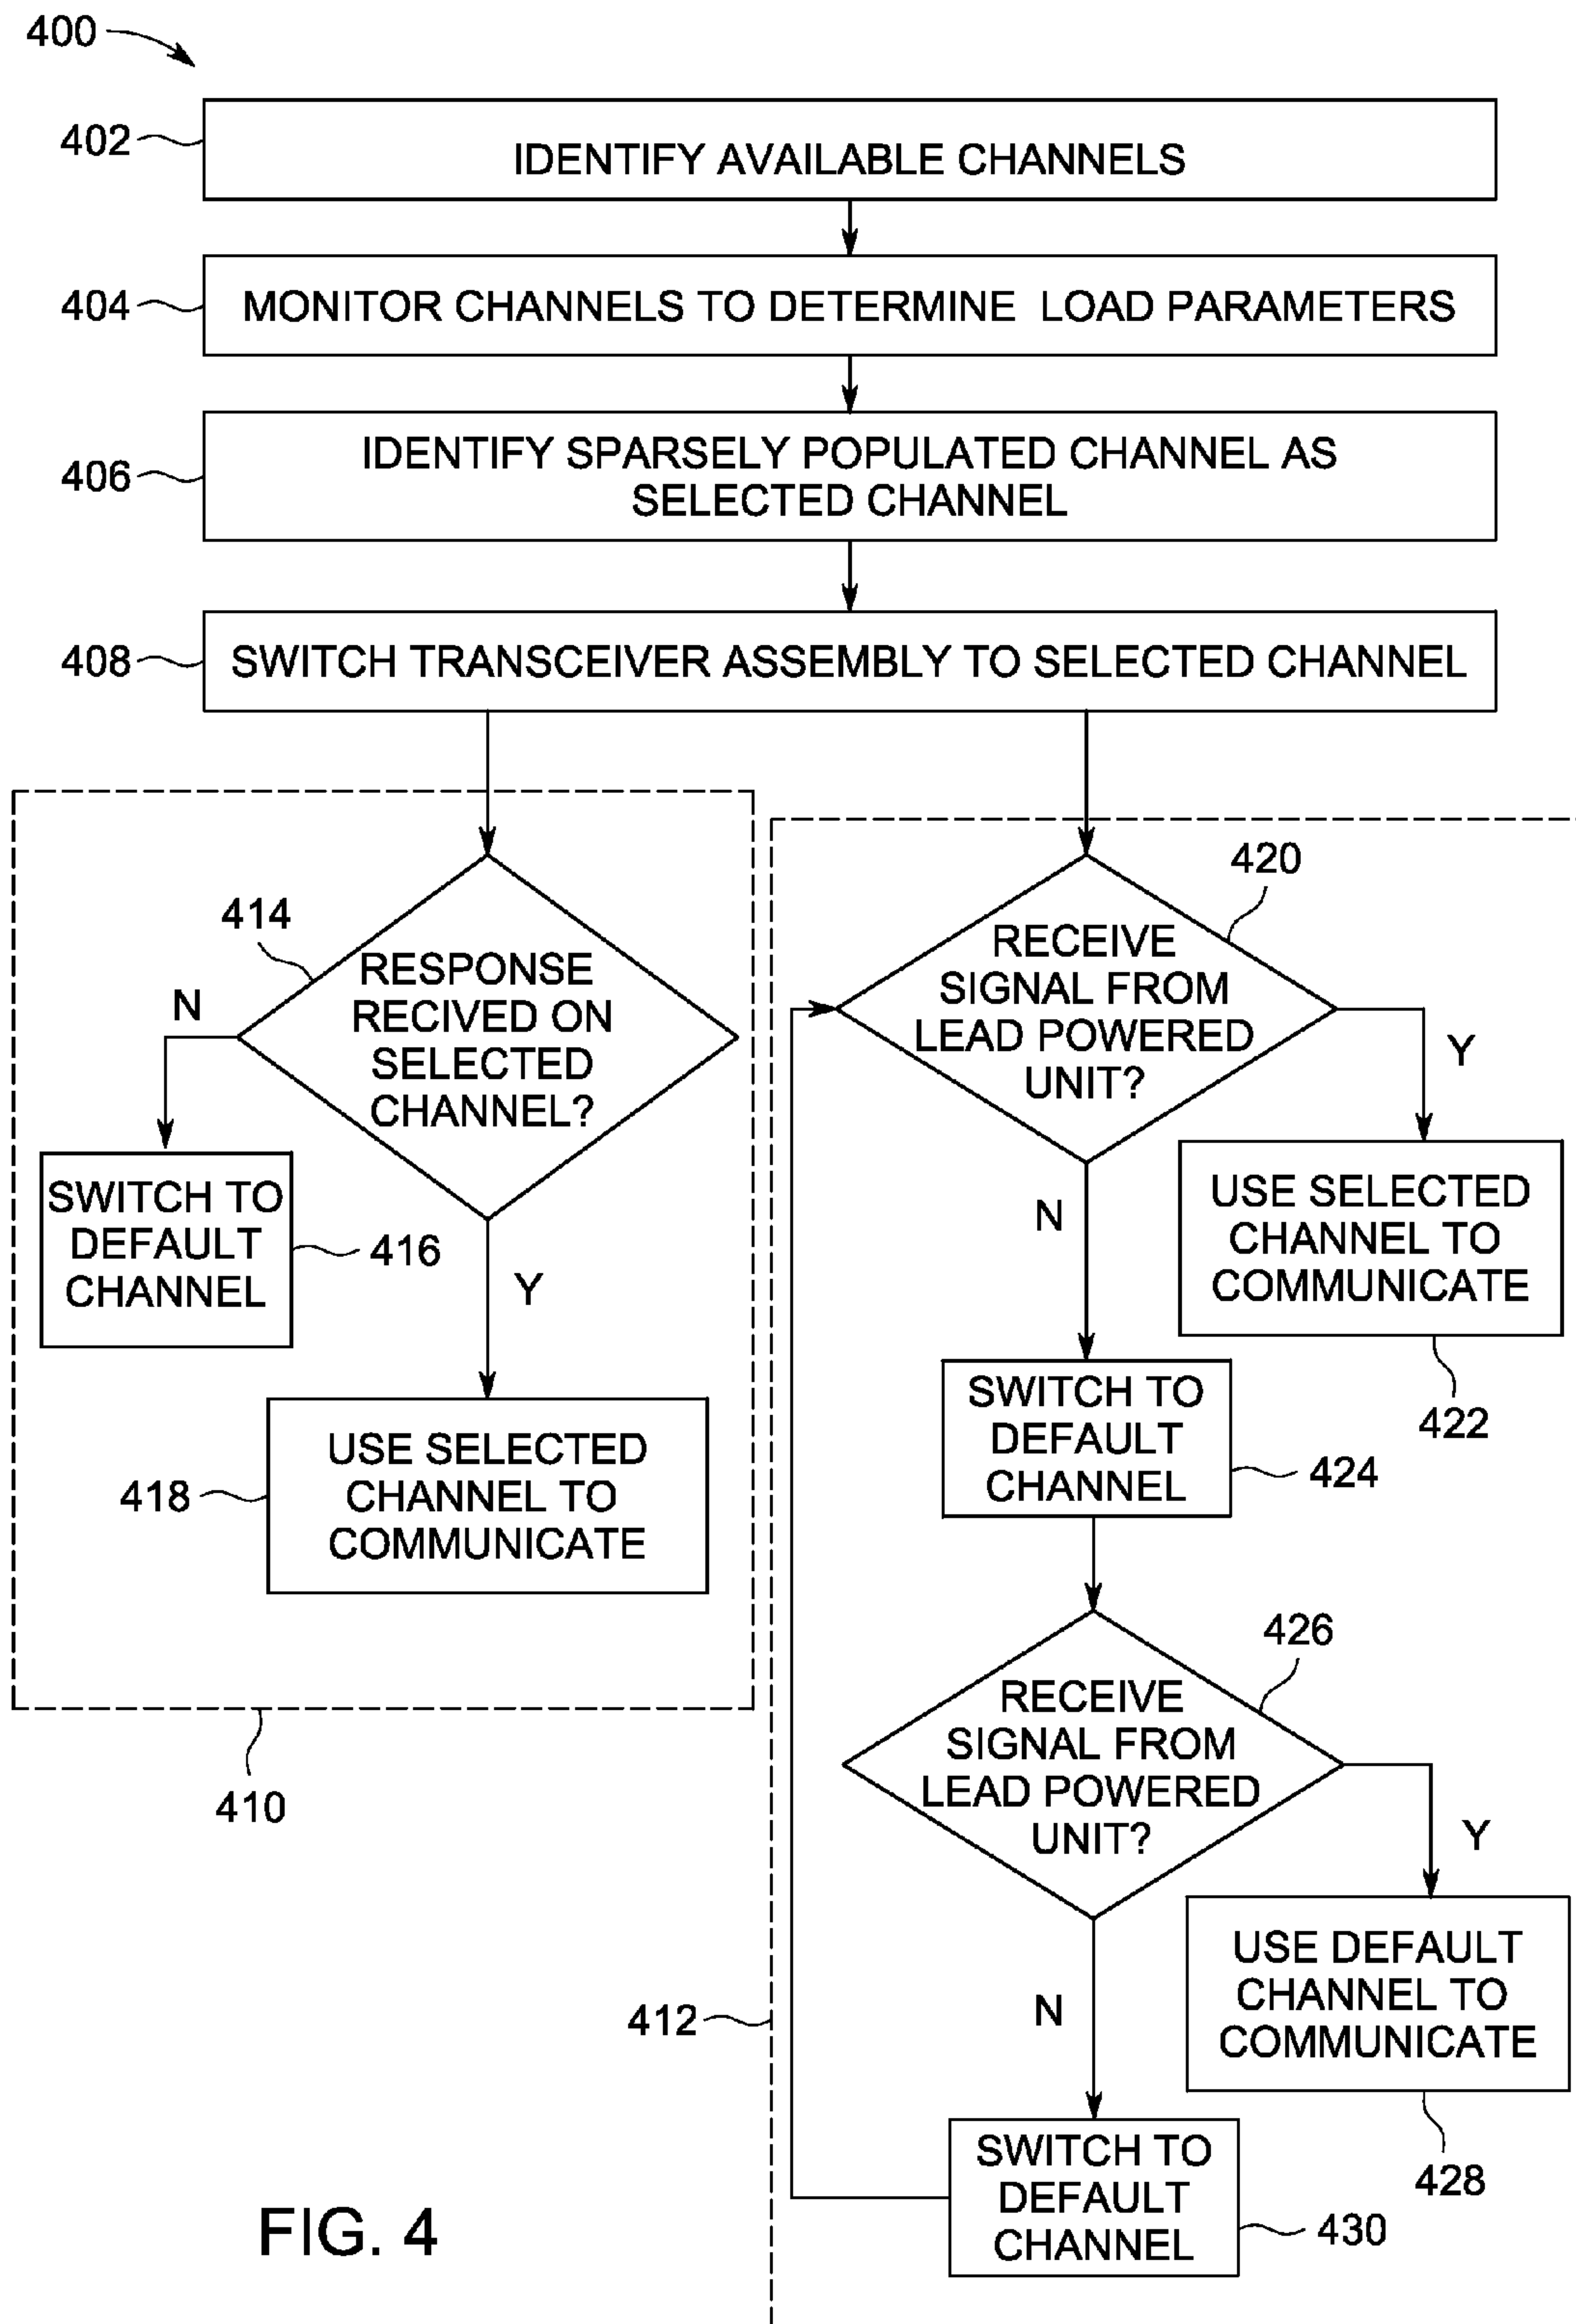 400
402
IDENTIFY AVAILABLE CHANNELS
404
MONITOR CHANNELS TO DETERMINE LOAD PARAMETERS
406
IDENTIFY SPARSELY POPULATED CHANNEL AS
SELECTED CHANNEL
408
SWITCH TRANSCEIVER ASSEMBLY TO SELECTED CHANNEL
414
RESPONSE
RECIVED ON
SELECTED
CHANNEL?
N
SWITCH TO
DEFAULT
CHANNEL
416
Y
418
USE SELECTED
CHANNEL TO
COMMUNICATE
410
420
RECEIVE
SIGNAL FROM
LEAD POWERED
UNIT?
Y
USE SELECTED
CHANNEL TO
COMMUNICATE
422
N
SWITCH TO
DEFAULT
CHANNEL
424
426
RECEIVE
SIGNAL FROM
LEAD POWERED
UNIT?
Y
USE DEFAULT
CHANNEL TO
COMMUNICATE
428
N
412
SWITCH TO
DEFAULT
CHANNEL
430
FIG. 4